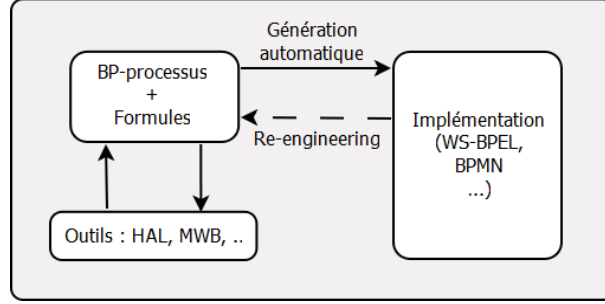 Génération
automatique
BP-processus
+
Formules
Re-engineering
Implémentation
(WS-BPEL,
BPMN
...)
Outils : HAL, MWB, ..